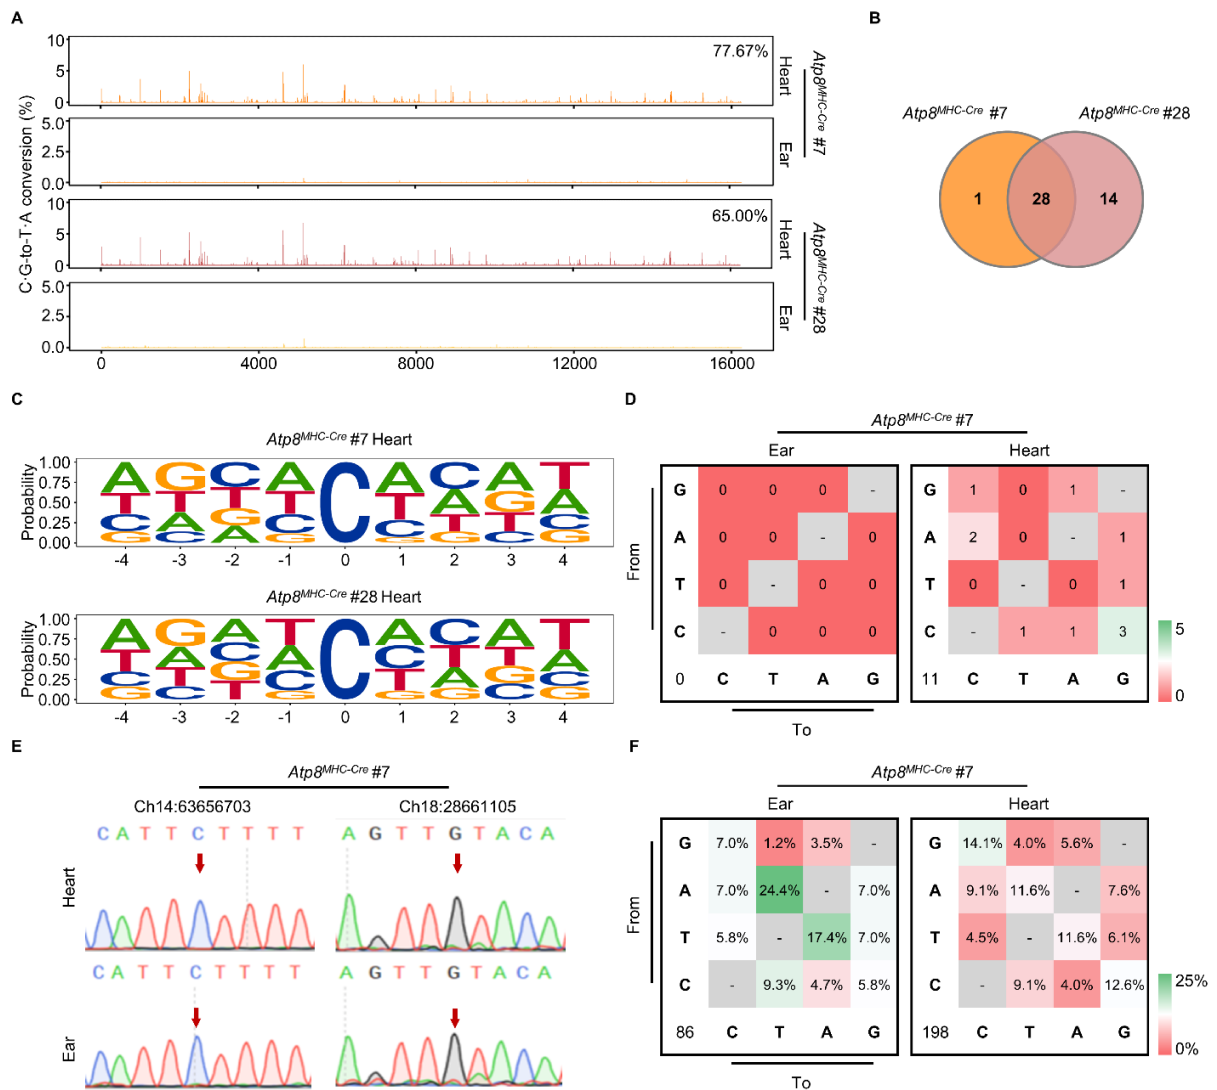 A
C·G-to-T·A conversion (%)
10
5
0
77.67%
Heart
5.0
2.5
0.0
Ear
Atp8MHC-Cre #7
10
5
0
65.00%
Heart
5.0
2.5
0.0
Ear
Atp8MHC-Cre #28
0 4000 8000 12000 16000
B
Atp8MHC-Cre #7 Atp8MHC-Cre #28
1 28 14
C
Atp8MHC-Cre #7 Heart
Probability
1.00
0.75
0.50
0.25
0.00
A G C A C A C A T
T T T T T A G A
C A G C C T T C
G C A G G G C G
-4 -3 -2 -1 0 1 2 3 4
Atp8MHC-Cre #28 Heart
Probability
1.00
0.75
0.50
0.25
0.00
A G A T C A C A T
T A C A C T T A
C T G C T A G C
G C T G G G C G
-4 -3 -2 -1 0 1 2 3 4
D
Atp8MHC-Cre #7
Ear Heart
From
G 0 0 0 - G 1 0 1 -
A 0 0 - 0 A 2 0 - 1
T 0 - 0 0 T 0 - 0 1
C - 0 0 0 C - 1 1 3
0 C T A G 11 C T A G
To
5
0
E
Atp8MHC-Cre #7
Ch14:63656703 Ch18:28661105
Heart
C A T T C T T T T A G T T G T A C A
Ear
C A T T C T T T T A G T T G T A C A
F
Atp8MHC-Cre #7
Ear Heart
From
G 7.0% 1.2% 3.5% - G 14.1% 4.0% 5.6% -
A 7.0% 24.4% - 7.0% A 9.1% 11.6% - 7.6%
T 5.8% - 17.4% 7.0% T 4.5% - 11.6% 6.1%
C - 9.3% 4.7% 5.8% C - 9.1% 4.0% 12.6%
86 C T A G 198 C T A G
To
25%
0%